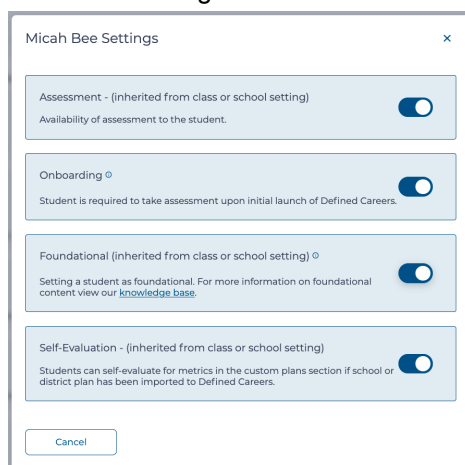 Micah Bee Settings
Assessment - (inherited from class or school setting)
Availability of assessment to the student.
Onboarding
Student is required to take assessment upon initial launch of Defined Careers.
Foundational (inherited from class or school setting)
Setting a student as foundational. For more information on foundational
content view our knowledge base.
Self-Evaluation - (inherited from class or school setting)
Students can self-evaluate for metrics in the custom plans section if school or
district plan has been imported to Defined Careers.
Cancel